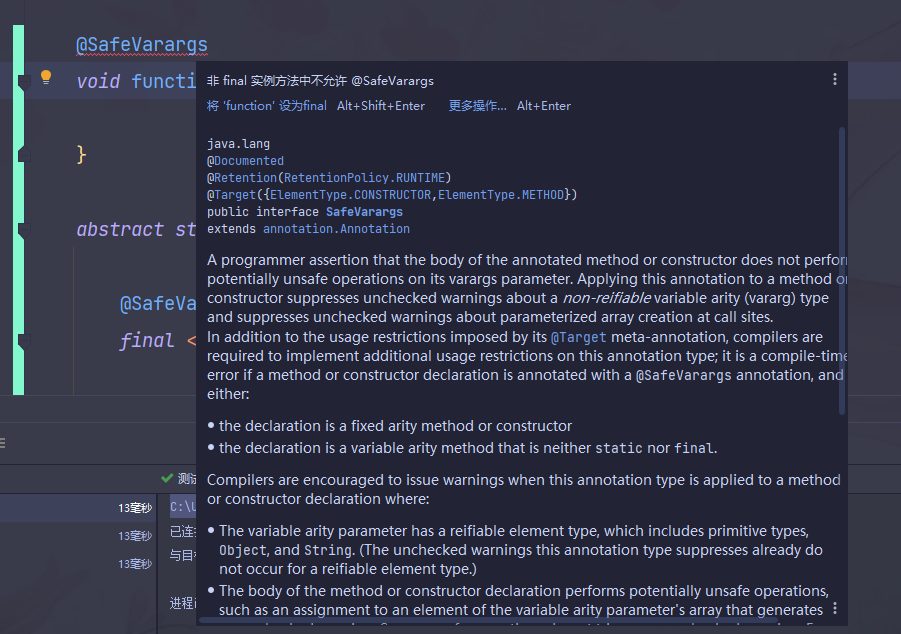 @SafeVarargs
void functi
}
abstract st
@SafeVa
final <
非 final 实例方法中不允许 @SafeVarargs
将 'function' 设为final Alt+Shift+Enter 更多操作... Alt+Enter
java.lang
@Documented
@Retention(RetentionPolicy.RUNTIME)
@Target({ElementType.CONSTRUCTOR,ElementType.METHOD})
public interface SafeVarargs
extends annotation.Annotation
A programmer assertion that the body of the annotated method or constructor does not perfor
potentially unsafe operations on its varargs parameter. Applying this annotation to a method or
constructor suppresses unchecked warnings about a non-reifiable variable arity (vararg) type
and suppresses unchecked warnings about parameterized array creation at call sites.
In addition to the usage restrictions imposed by its @Target meta-annotation, compilers are
required to implement additional usage restrictions on this annotation type; it is a compile-time
error if a method or constructor declaration is annotated with a @SafeVarargs annotation, and
either:
• the declaration is a fixed arity method or constructor
• the declaration is a variable arity method that is neither static nor final.
Compilers are encouraged to issue warnings when this annotation type is applied to a method
or constructor declaration where:
• The variable arity parameter has a reifiable element type, which includes primitive types,
Object, and String. (The unchecked warnings this annotation type suppresses already do
not occur for a reifiable element type.)
• The body of the method or constructor declaration performs potentially unsafe operations,
such as an assignment to an element of the variable arity parameter's array that generates
测试
13毫秒
13毫秒
13毫秒
C:\
已连
与目
进程